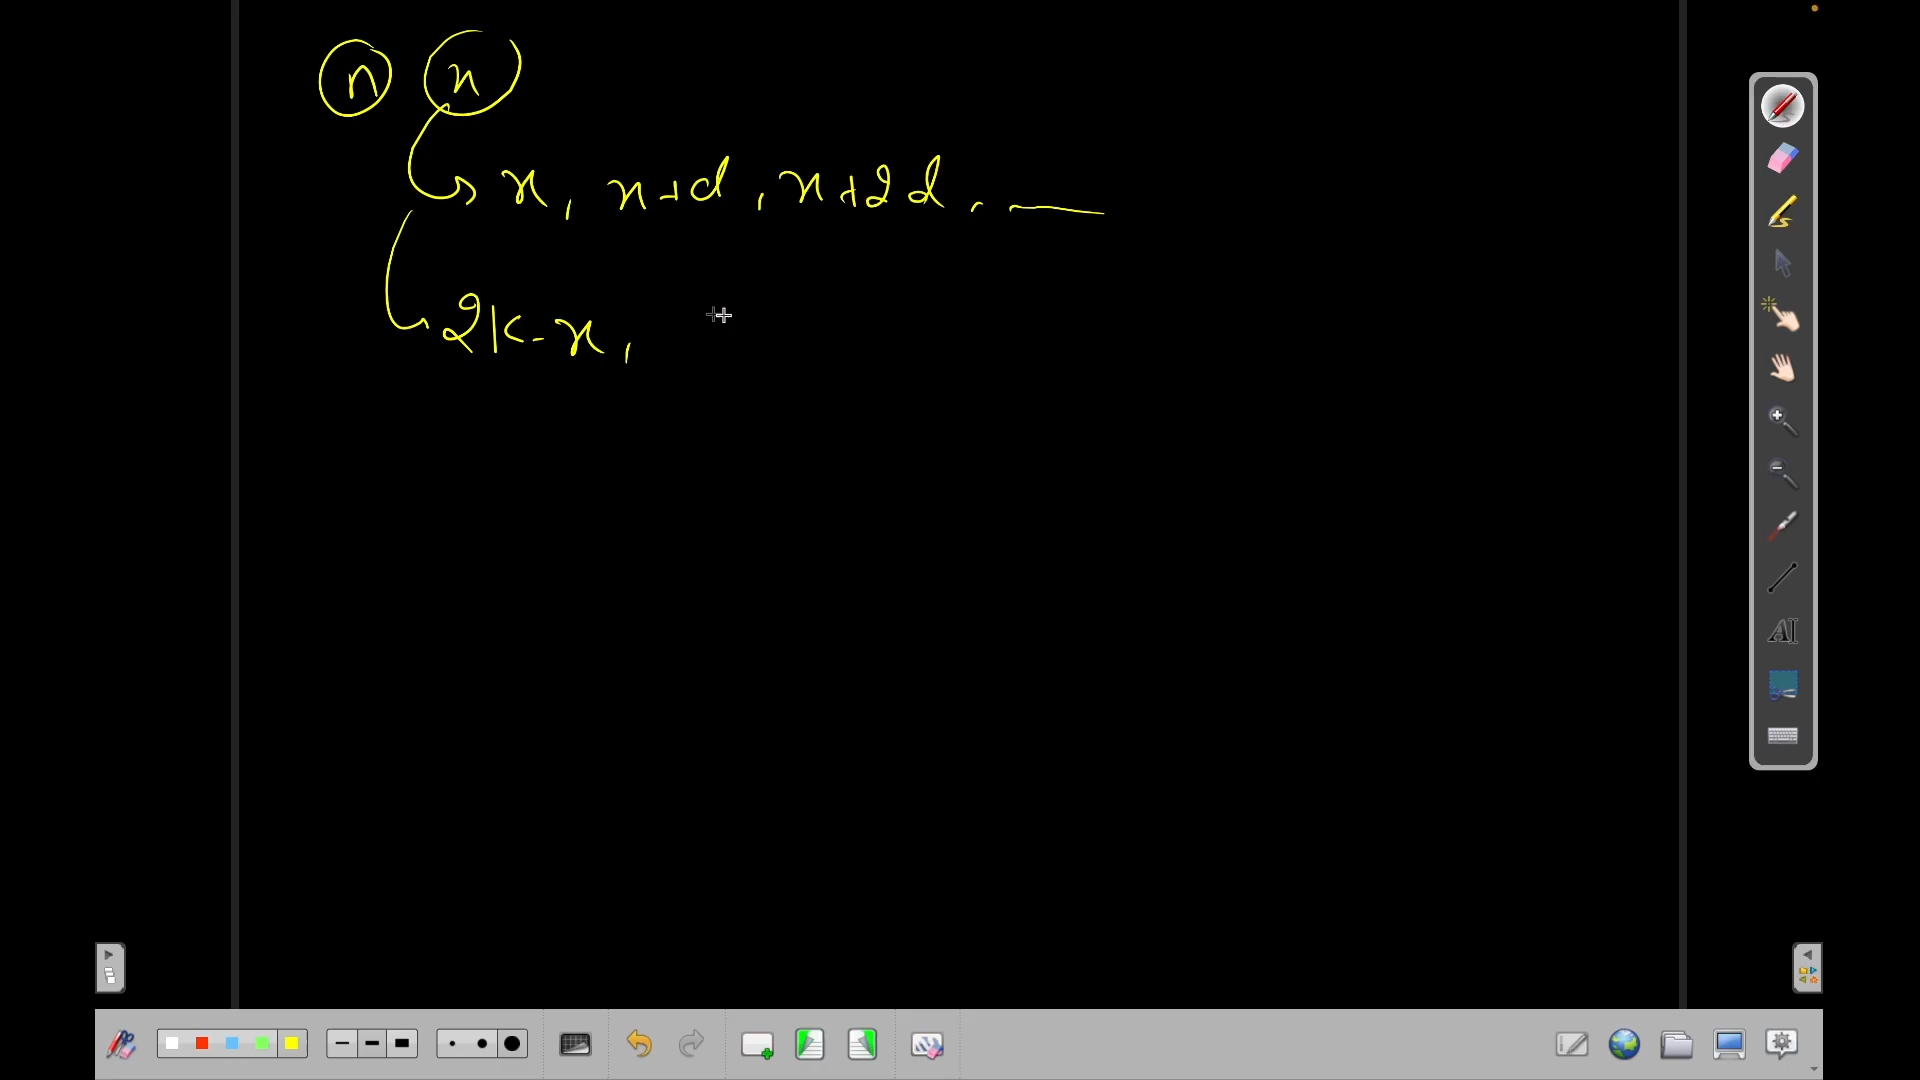 n x
x, x+d, x+2d, —
2k-x,